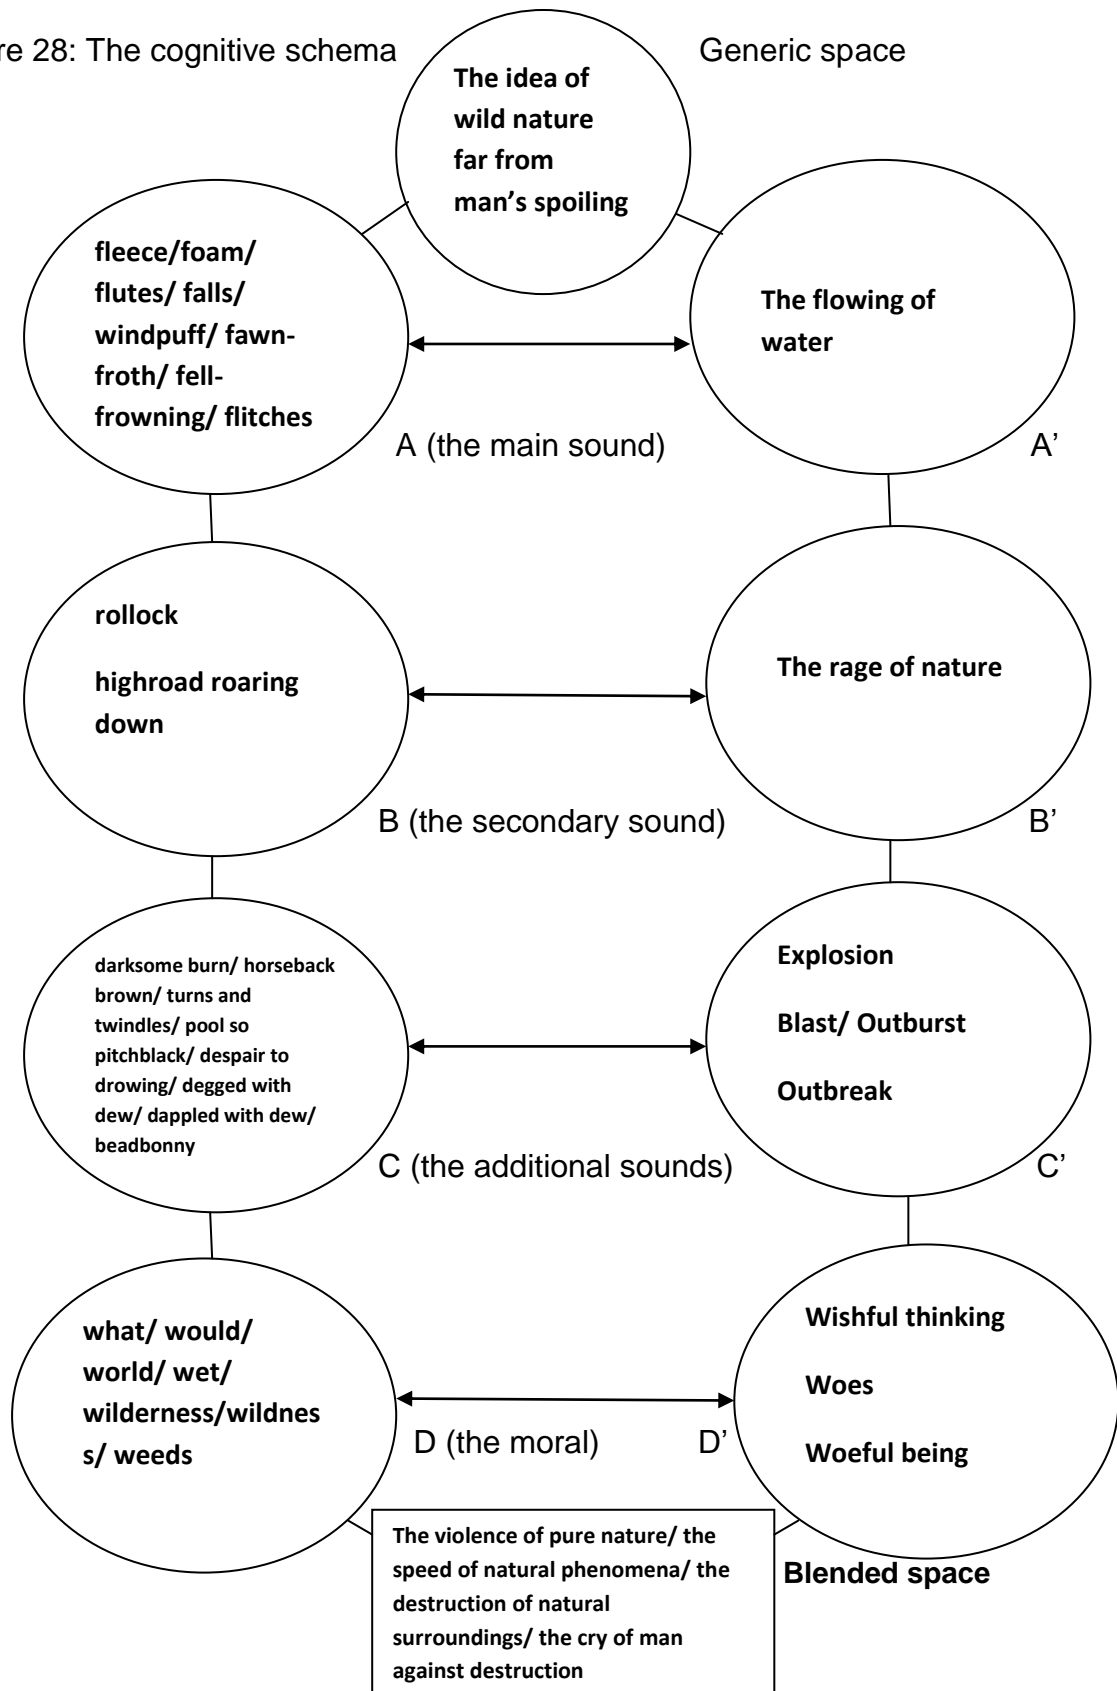 re 28: The cognitive schema
Generic space
The idea of
wild nature
far from
man's spoiling
fleece/foam/
flutes/ falls/
windpuff/ fawn-
froth/ fell-
frowning/ flitches
The flowing of
water
A (the main sound)
A’
rollock
highroad roaring
down
The rage of nature
B (the secondary sound)
B’
darksome burn/ horseback
brown/ turns and
twindles/ pool so
pitchblack/ despair to
drowing/ degged with
dew/ dappled with dew/
beadbonny
Explosion
Blast/ Outburst
Outbreak
C (the additional sounds)
C’
what/ would/
world/ wet/
wilderness/wildnes
s/ weeds
Wishful thinking
Woes
Woeful being
D (the moral)
D’
The violence of pure nature/ the
speed of natural phenomena/ the
destruction of natural
surroundings/ the cry of man
against destruction
Blended space